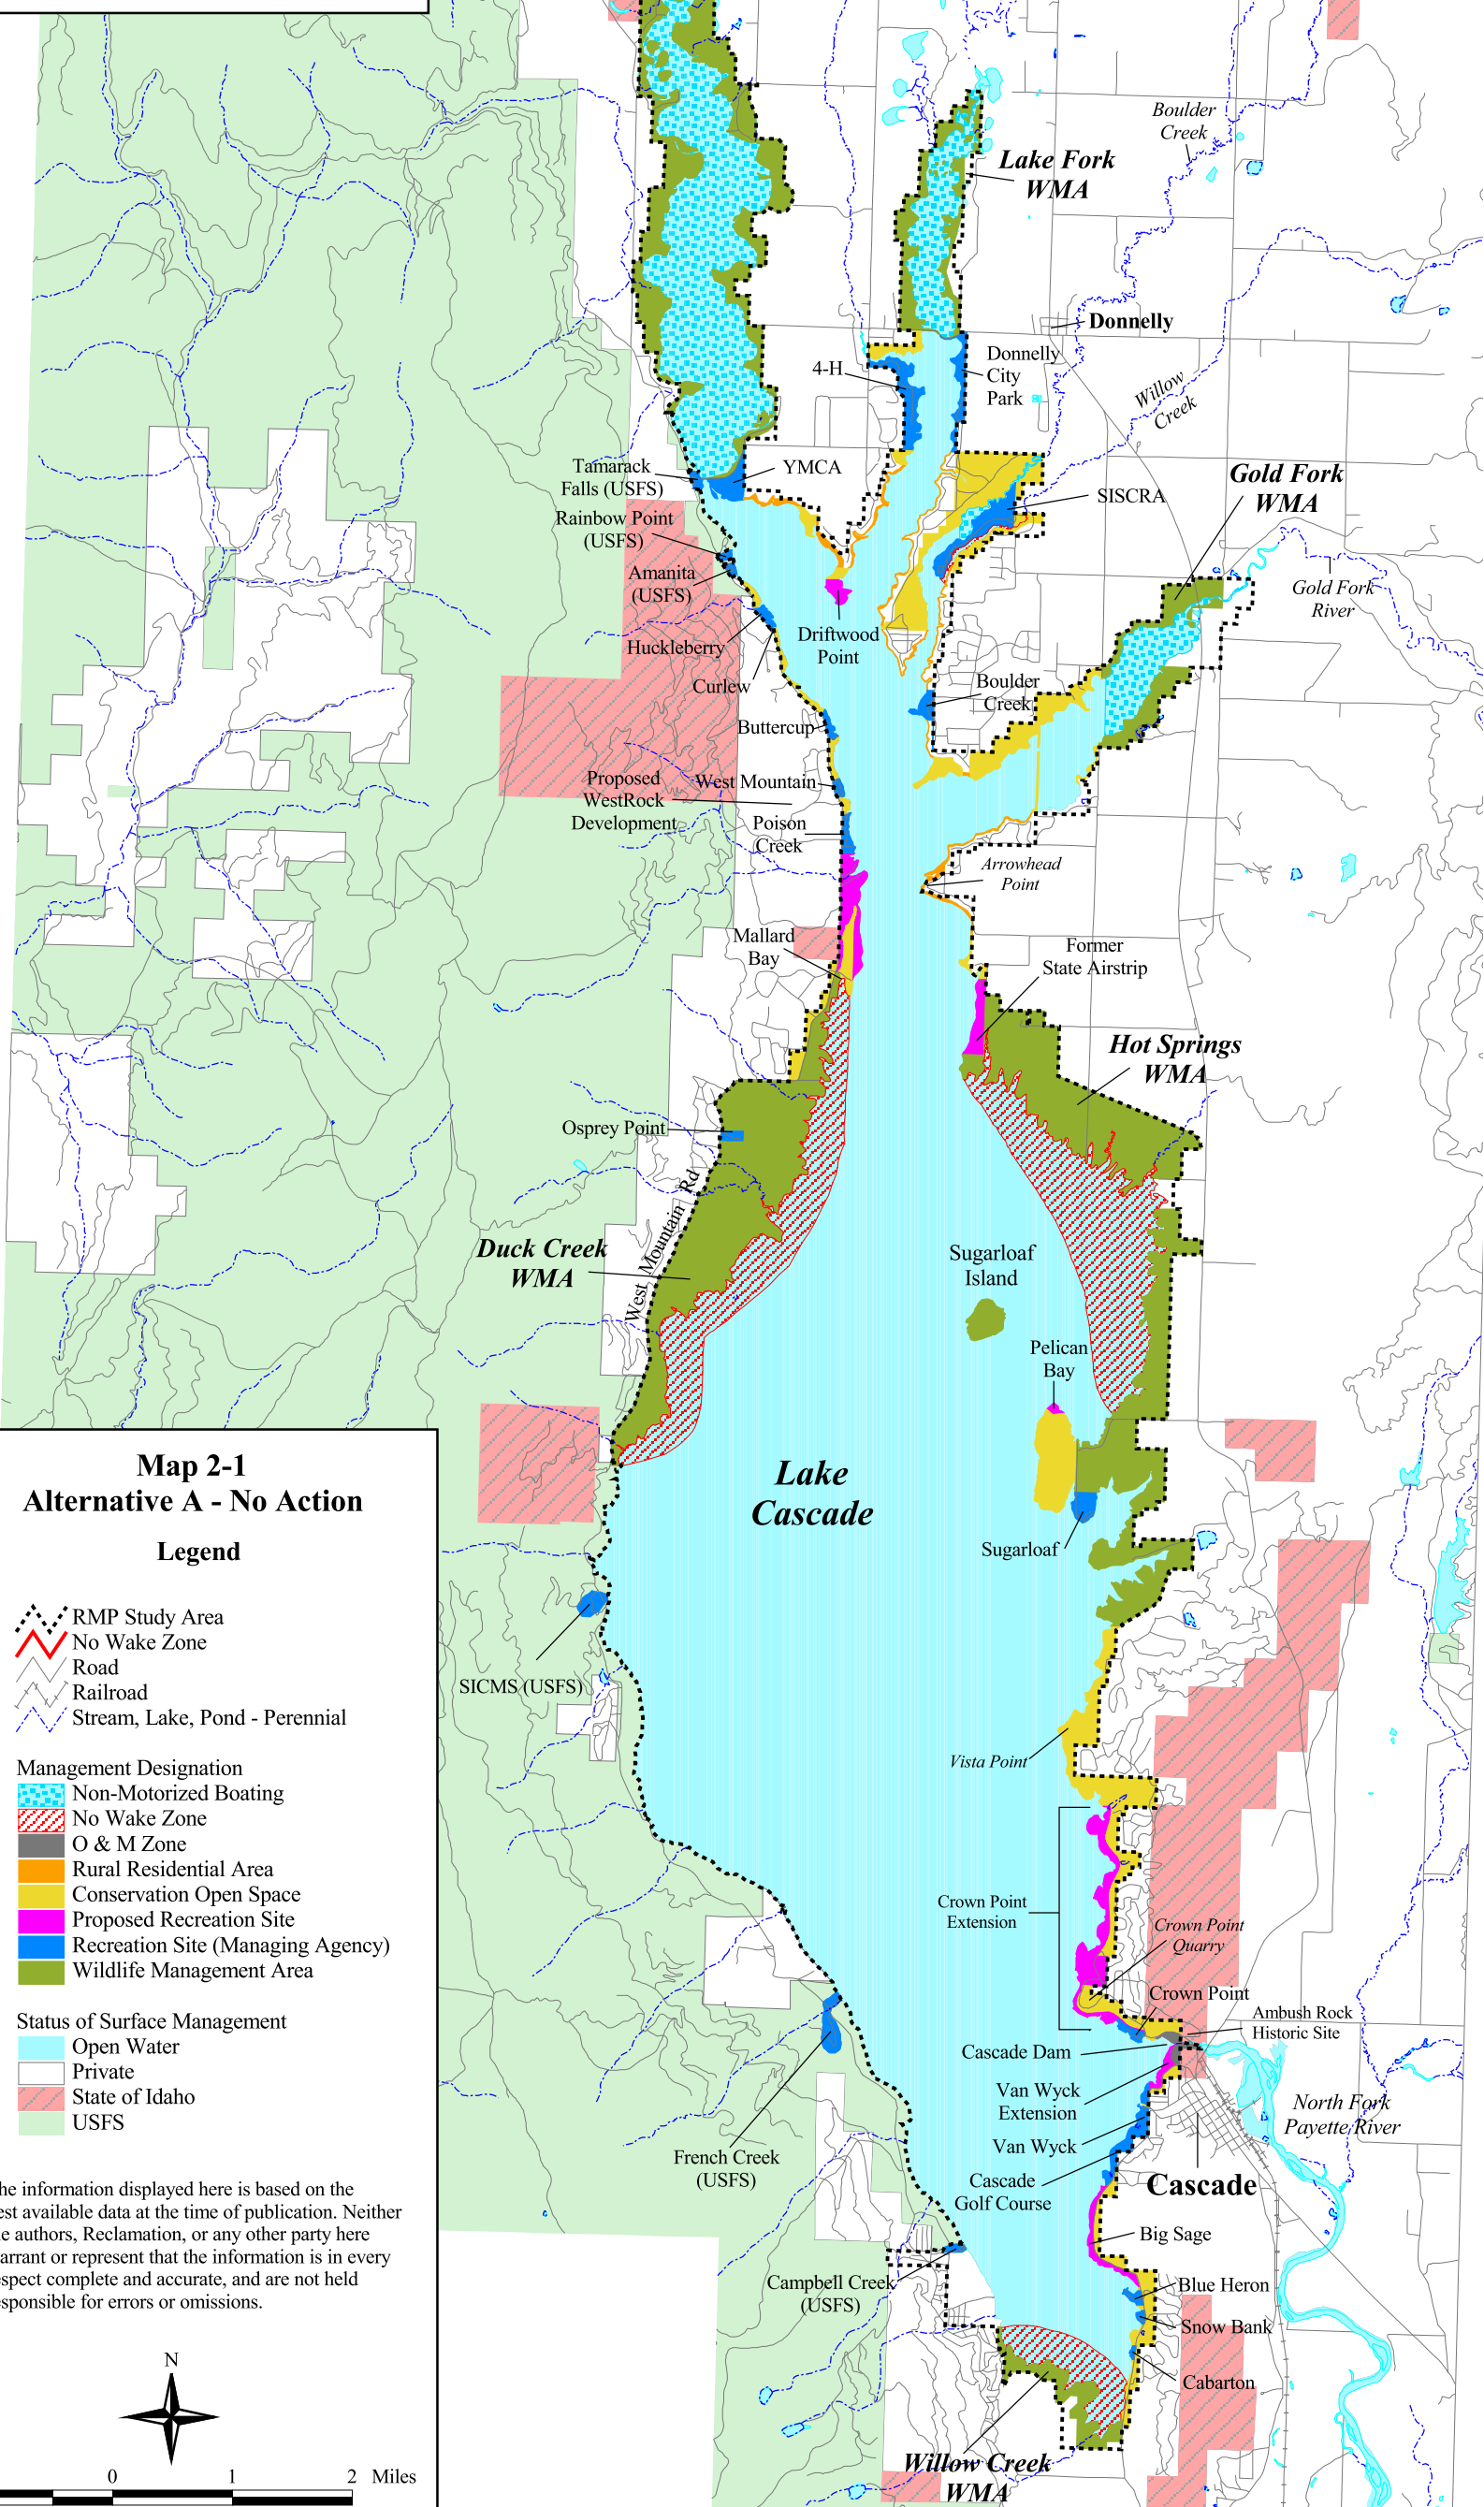 Boulder
Creek
Lake Fork
WMA
Donnelly
Donnelly
City
Park
4-H
Willow
Creek
Tamarack
Falls (USFS)
YMCA
Gold Fork
WMA
SISCRA
Rainbow Point
(USFS)
Amanita
(USFS)
Gold Fork
River
Huckleberry
Driftwood
Point
Curlew
Boulder
Creek
Buttercup
Proposed
WestRock
Development
West Mountain
Poison
Creek
Arrowhead
Point
Mallard
Bay
Former
State Airstrip
Hot Springs
WMA
Osprey Point
West Mountain Rd
Duck Creek
WMA
Sugarloaf
Island
Pelican
Bay
Lake
Cascade
Sugarloaf
SICMS (USFS)
Vista Point
Crown Point
Extension
Crown Point
Quarry
Crown Point
Ambush Rock
Historic Site
Cascade Dam
Van Wyck
Extension
North Fork
Payette River
Van Wyck
French Creek
(USFS)
Cascade
Golf Course
Cascade
Big Sage
Campbell Creek
(USFS)
Blue Heron
Snow Bank
Cabarton
Willow Creek
WMA
Map 2-1
Alternative A - No Action
Legend
RMP Study Area
No Wake Zone
Road
Railroad
Stream, Lake, Pond - Perennial
Management Designation
Non-Motorized Boating
No Wake Zone
O & M Zone
Rural Residential Area
Conservation Open Space
Proposed Recreation Site
Recreation Site (Managing Agency)
Wildlife Management Area
Status of Surface Management
Open Water
Private
State of Idaho
USFS
he information displayed here is based on the
est available data at the time of publication. Neither
e authors, Reclamation, or any other party here
arrant or represent that the information is in every
espect complete and accurate, and are not held
esponsible for errors or omissions.
N
0 1 2 Miles